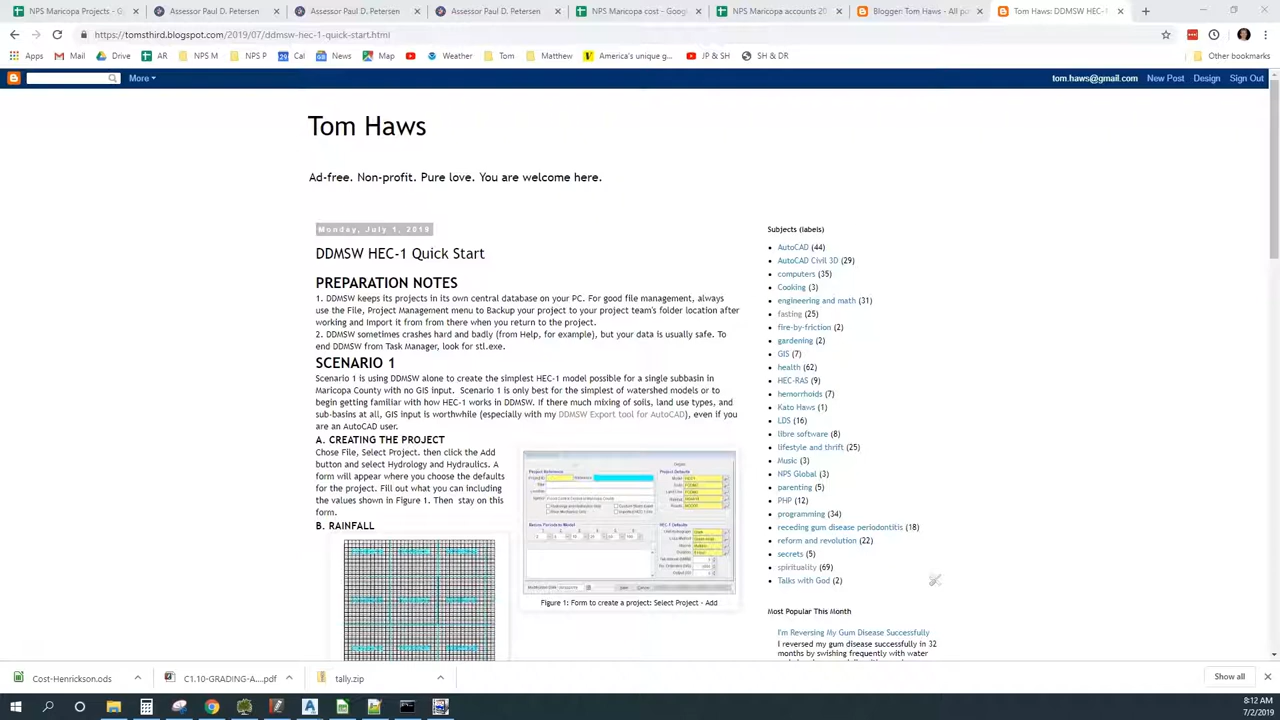 NPS Maricopa Projects - G
Assessor Paul D. Petersen
Assessor Paul D. Petersen
Assessor Paul D. Petersen
NPS Maricopa cost - Goog
NPS Maricopa accounts 20
Blogger: Tom Haws - All po
Tom Haws: DDMSW HEC-1
https://tomsthird.blogspot.com/2019/07/ddmsw-hec-1-quick-start.html
Apps Mail Drive AR NPS M NPS P Cal News Map Weather Tom Matthew America's unique g... JP & SH SH & DR Other bookmarks
More
tom.haws@gmail.com New Post Design Sign Out
Tom Haws
Ad-free. Non-profit. Pure love. You are welcome here.
Monday, July 1, 2019
DDMSW HEC-1 Quick Start
PREPARATION NOTES
1. DDMSW keeps its projects in its own central database on your PC. For good file management, always
use the File, Project Management menu to Backup your project to your project team's folder location after
working and Import it from from there when you return to the project.
2. DDMSW sometimes crashes hard and badly (from Help, for example), but your data is usually safe. To
end DDMSW from Task Manager, look for stl.exe.
SCENARIO 1
Scenario 1 is using DDMSW alone to create the simplest HEC-1 model possible for a single subbasin in
Maricopa County with no GIS input. Scenario 1 is only best for the simplest of watershed models or to
begin getting familiar with how HEC-1 works in DDMSW. If there much mixing of soils, land use types, and
sub-basins at all, GIS input is worthwhile (especially with my DDMSW Export tool for AutoCAD), even if you
are an AutoCAD user.
A. CREATING THE PROJECT
Chose File, Select Project. then click the Add
button and select Hydrology and Hydraulics. A
form will appear where you choose the defaults
for the project. Fill out what you can including
the values shown in Figure 1. Then stay on this
form.
B. RAINFALL
Figure 1: Form to create a project: Select Project - Add
Subjects (labels)
AutoCAD (44)
AutoCAD Civil 3D (29)
computers (35)
Cooking (3)
engineering and math (31)
fasting (25)
fire-by-friction (2)
gardening (2)
GIS (7)
health (62)
HEC-RAS (9)
hemorrhoids (7)
Kato Haws (1)
LDS (16)
libre software (8)
lifestyle and thrift (25)
Music (3)
NPS Global (3)
parenting (5)
PHP (12)
programming (34)
receding gum disease periodontitis (18)
reform and revolution (22)
secrets (5)
spirituality (69)
Talks with God (2)
Most Popular This Month
I'm Reversing My Gum Disease Successfully
I reversed my gum disease successfully in 32
months by swishing frequently with water
Cost-Henrickson.ods
C1.10-GRADING-A....pdf
tally.zip
Show all
8:12 AM
7/2/2019